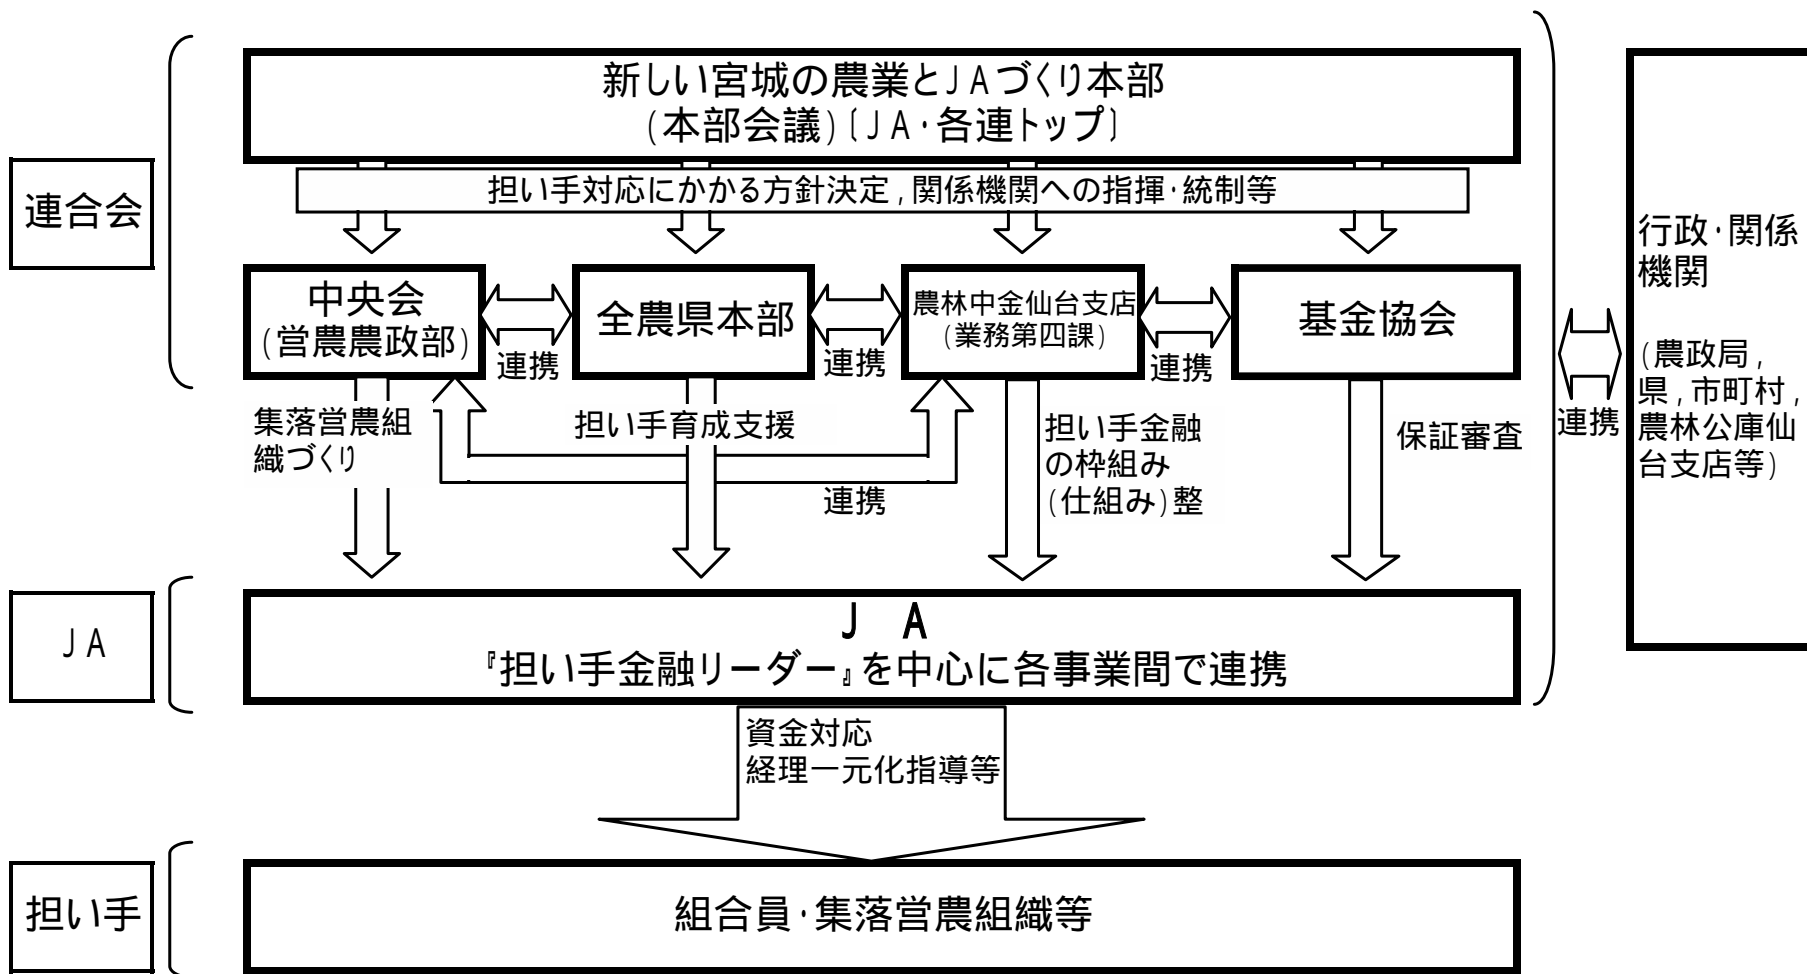 新しい宮城の農業とJAづくり本部
(本部会議)〔JA・各連トップ〕
担い手対応にかかる方針決定,関係機関への指揮・統制等
連合会
中央会
(営農農政部)
連携
全農県本部
連携
農林中金仙台支店
(業務第四課)
連携
基金協会
集落営農組
織づくり
担い手育成支援
連携
担い手金融
の枠組み
(仕組み)整
保証審査
連携
行政・関係
機関
(農政局,
県,市町村,
農林公庫仙
台支店等)
JA
J A
『担い手金融リーダー』を中心に各事業間で連携
資金対応
経理一元化指導等
担い手
組合員・集落営農組織等